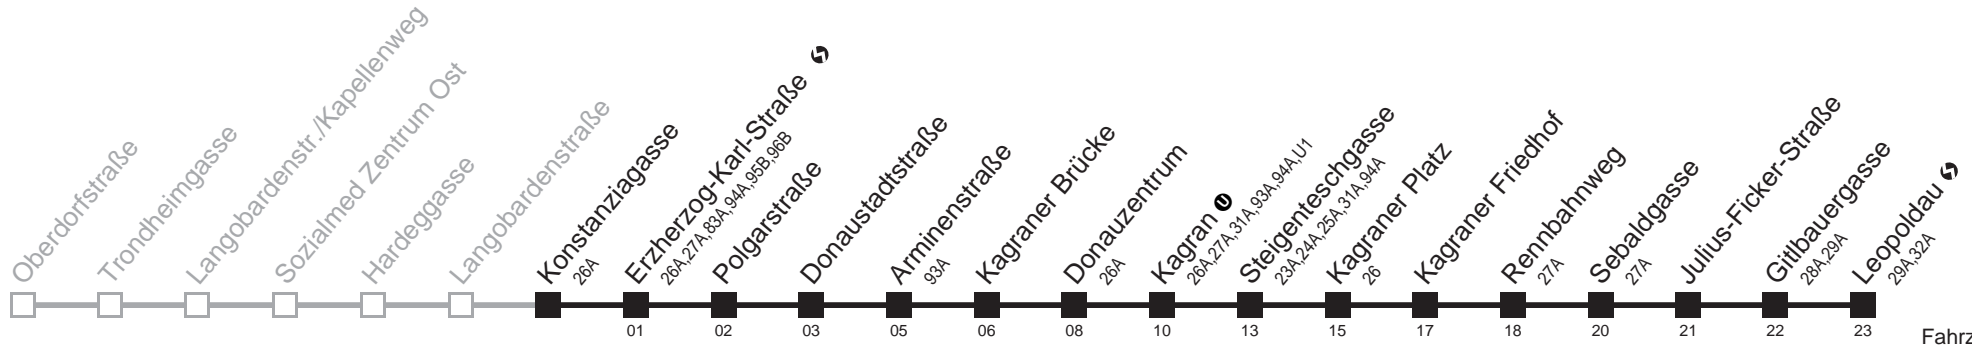 Oberdorfstraße
Trondheimgasse
Langobardenstr./Kapellenweg
Sozialmed Zentrum Ost
Hardeggasse
Langobardenstraße
Konstanziagasse
26A
Erzherzog-Karl-Straße
26A,27A,83A,94A,95B,96B
Polgarstraße
Donaustadtstraße
Arminenstraße
93A
Kagraner Brücke
Donauzentrum
26A
Kagran U
26A,27A,31A,93A,94A,U1
Steigenteschgasse
23A,24A,25A,31A,94A
Kagraner Platz
26
Kagraner Friedhof
Rennbahnweg
27A
Sebaldgasse
27A
Julius-Ficker-Straße
Gitlbauergasse
28A,29A
Leopoldau
29A,32A
01 02 03 05 06 08 10 13 15 17 18 20 21 22 23
Fahrz